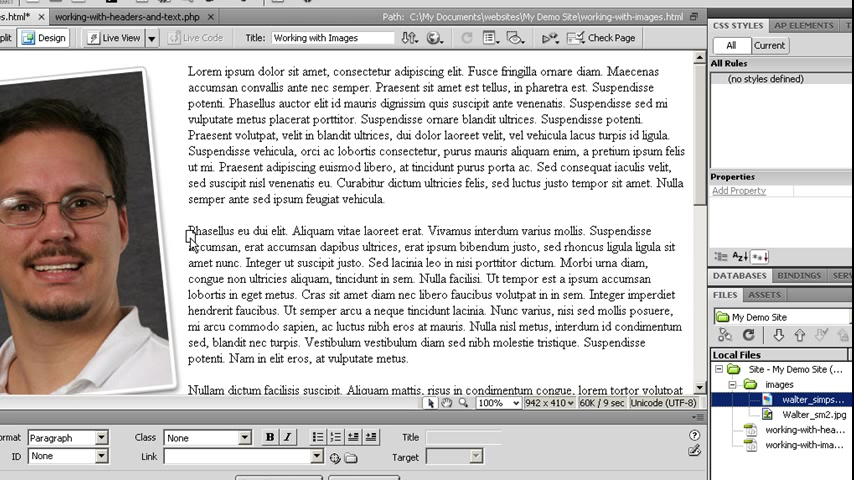 .html* × working-with-headers-and-text.php × Path: C:\My Documents\websites\My Demo Site\working-with-images.html
plit Design Live View Live Code Title: Working with Images Check Page
Lorem ipsum dolor sit amet, consectetur adipiscing elit. Fusce fringilla ornare diam. Maecenas
accumsan convallis ante nec semper. Praesent sit amet est tellus, in pharetra est. Suspendisse
potenti. Phasellus auctor elit id mauris dignissim quis suscipit ante venenatis. Suspendisse sed mi
vulputate metus placerat porttitor. Suspendisse ornare blandit ultrices. Suspendisse potenti.
Praesent volutpat, velit in blandit ultrices, dui dolor laoreet velit, vel vehicula lacus turpis id ligula.
Suspendisse vehicula, orci ac lobortis consectetur, purus mauris aliquam enim, a pretium ipsum felis
ut mi. Praesent adipiscing euismod libero, at tincidunt purus porta ac. Sed consequat iaculis velit,
sed suscipit nisl venenatis eu. Curabitur dictum ultricies felis, sed luctus justo tempor sit amet. Nulla
semper ante sed ipsum feugiat vehicula.
Phasellus eu dui elit. Aliquam vitae laoreet erat. Vivamus interdum varius mollis. Suspendisse
accumsan, erat accumsan dapibus ultrices, erat ipsum bibendum justo, sed rhoncus ligula ligula sit
amet nunc. Integer ut suscipit justo. Sed lacinia leo in nisi porttitor dictum. Morbi urna diam,
congue non ultricies aliquam, tincidunt in sem. Nulla facilisi. Ut tempor est a ipsum accumsan
lobortis in eget metus. Cras sit amet diam nec libero faucibus volutpat in in sem. Integer imperdiet
hendrerit faucibus. Ut semper arcu a neque tincidunt lacinia. Nunc varius, nisi sed mollis posuere,
mi arcu commodo sapien, ac luctus nibh eros at mauris. Nulla nisl metus, interdum id condimentum
sed, blandit nec turpis. Vestibulum vestibulum diam sed nibh molestie tristique. Suspendisse
potenti. Nam in elit eros, at vulputate metus.
Nullam dictum facilisis suscipit. Aliquam mattis, risus in condimentum congue, lorem tortor volutpat
100% 942 x 410 60K / 9 sec Unicode (UTF-8)
ormat Paragraph Class None B I Title
ID None Link Target
CSS STYLES AP ELEMENTS T
All Current
All Rules
(no styles defined)
Properties
Add Property
DATABASES BINDINGS SERV
FILES ASSETS
My Demo Site
Local Files
Site - My Demo Site (...
images
walter_simps...
Walter_sm2.jpg
working-with-hea...
working-with-ima...